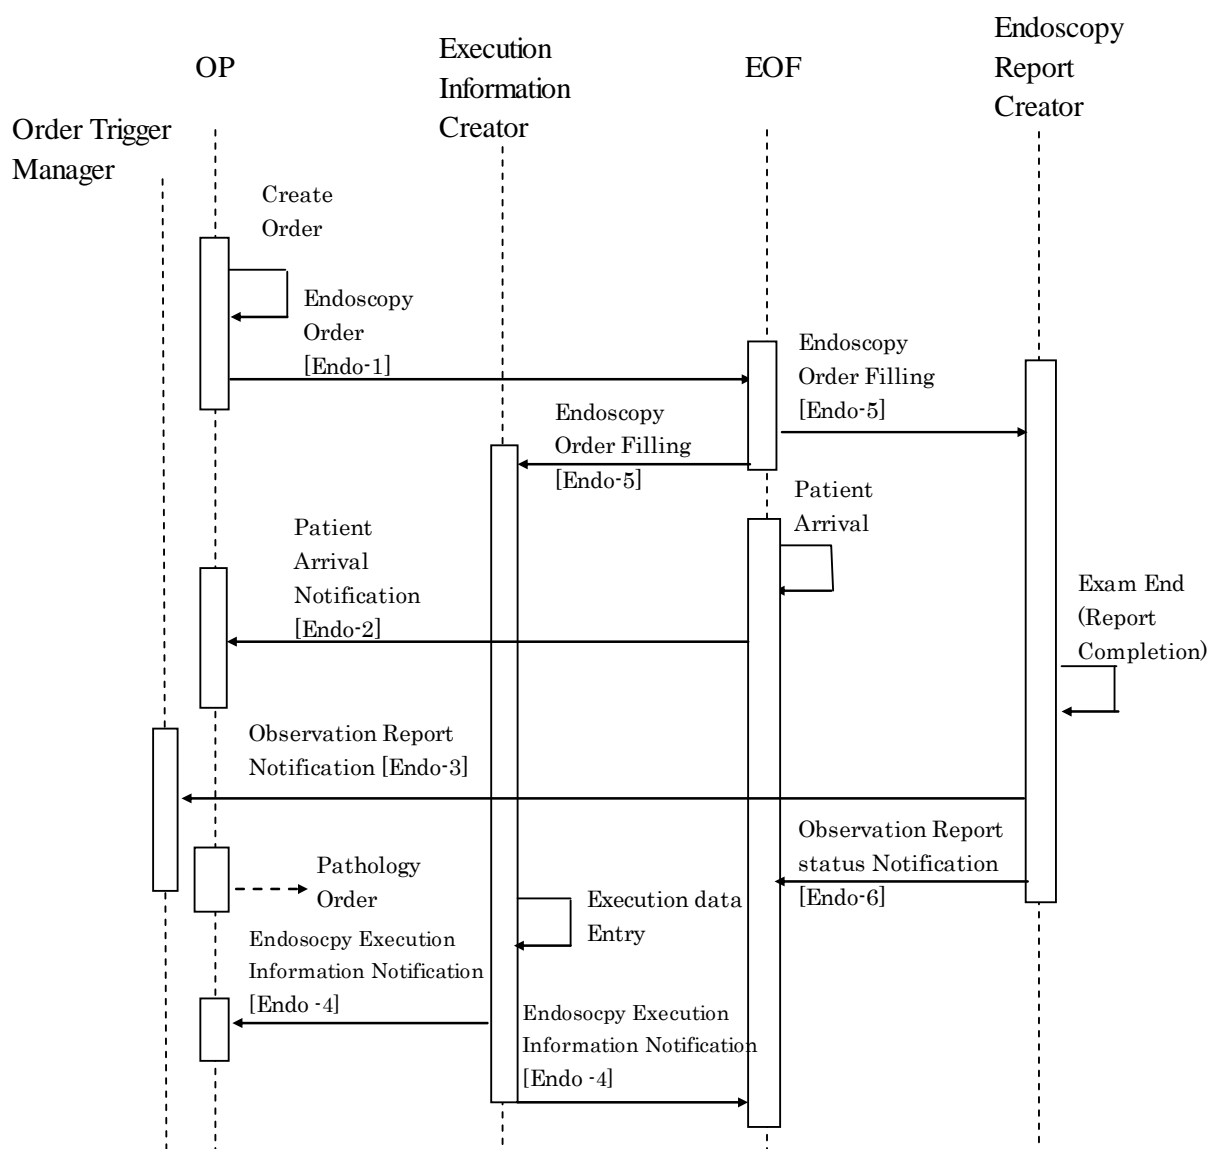 Endoscopy
Report
Creator
Execution
Information
Creator
OP
EOF
Order Trigger
Manager
Create
Order
Endoscopy
Order
[Endo-1]
Endoscopy
Order Filling
[Endo-5]
Endoscopy
Order Filling
[Endo-5]
Patient
Arrival
Patient
Arrival
Notification
[Endo-2]
Exam End
(Report
Completion)
Observation Report
Notification [Endo-3]
Observation Report
status Notification
[Endo-6]
Pathology
Order
Execution data
Entry
Endosocpy Execution
Information Notification
[Endo -4]
Endosocpy Execution
Information Notification
[Endo -4]